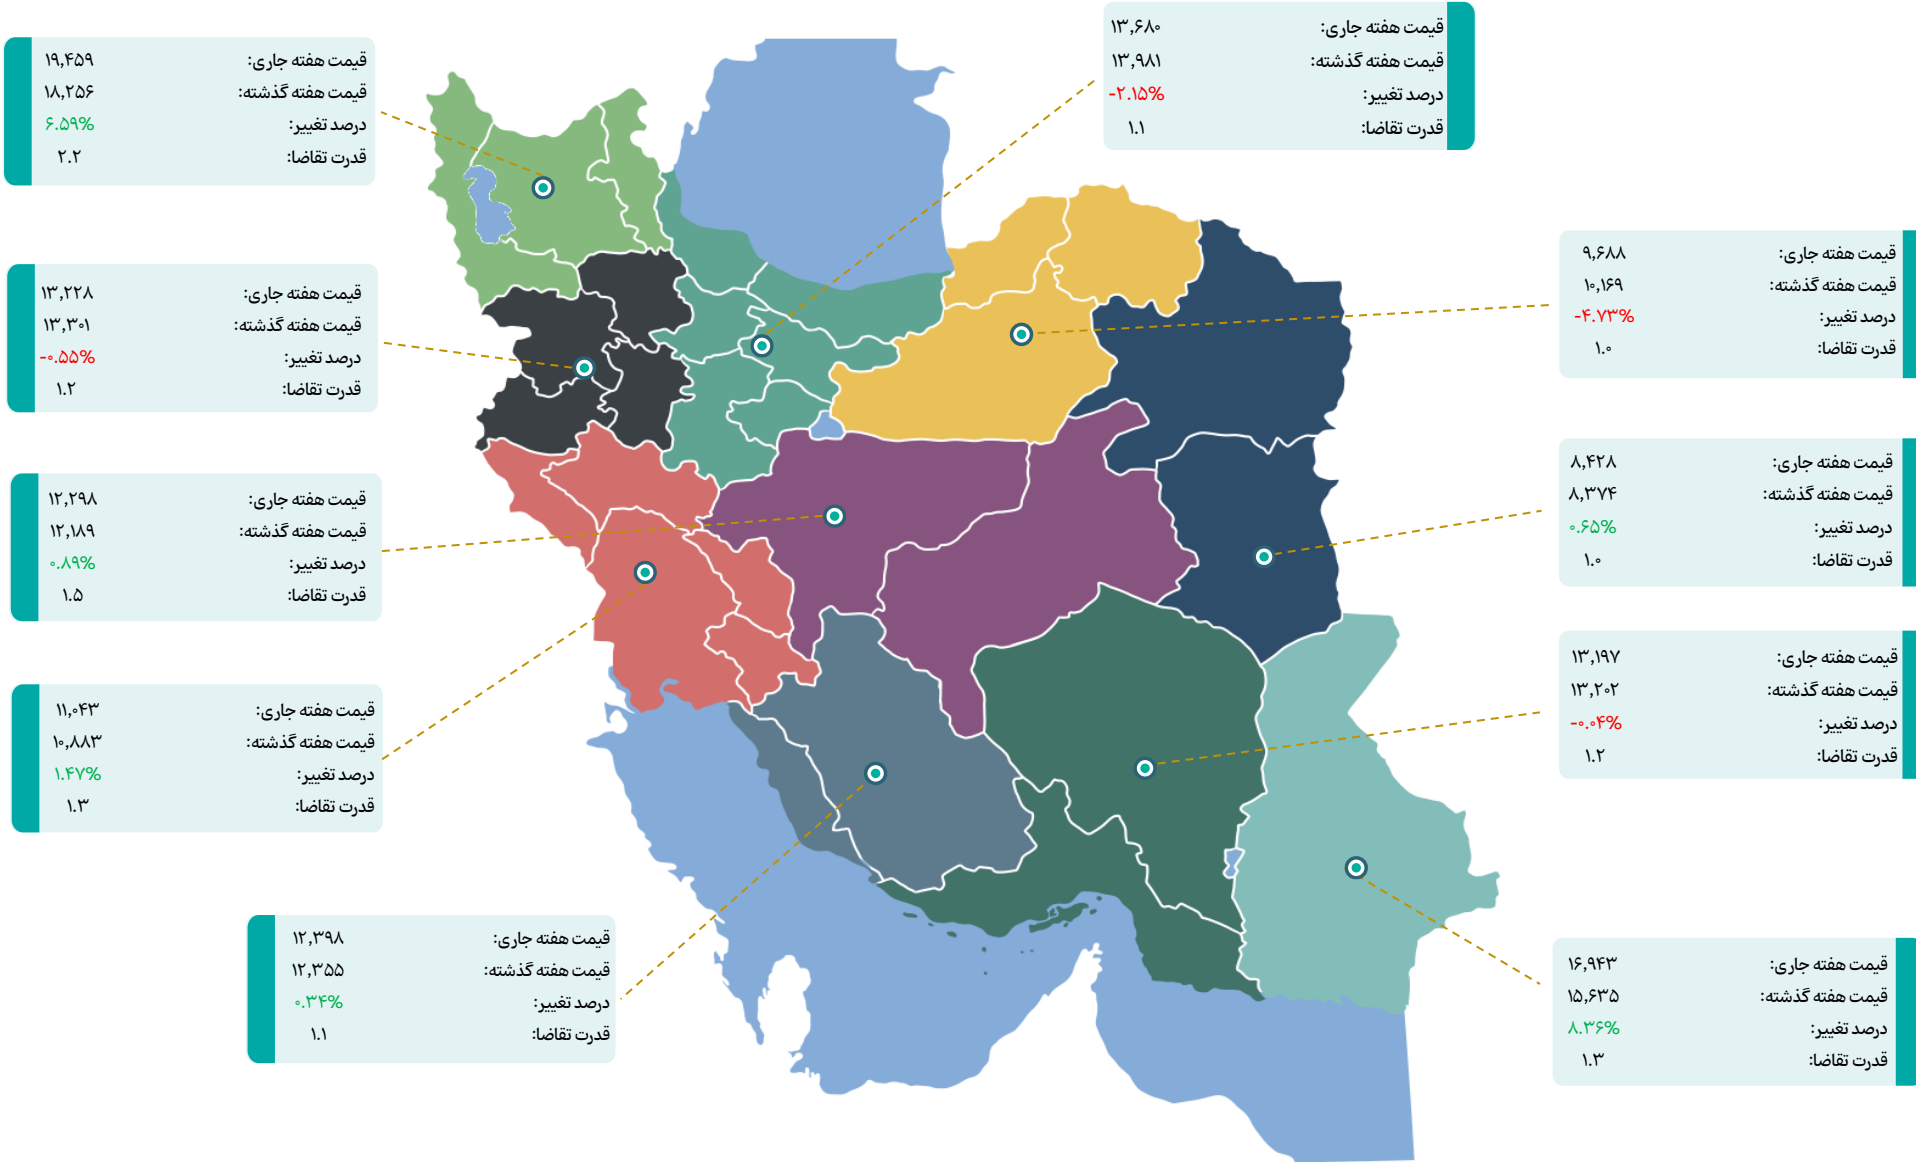 قیمت هفته جاری: ۱۳,۶۸۰
قیمت هفته گذشته: ۱۳,۹۸۱
درصد تغییر: -۲.۱۵%
قدرت تقاضا: ۱.۱
قیمت هفته جاری: ۱۹,۴۵۹
قیمت هفته گذشته: ۱۸,۲۵۶
درصد تغییر: ۶.۵۹%
قدرت تقاضا: ۲.۲
قیمت هفته جاری: ۹,۶۸۸
قیمت هفته گذشته: ۱۰,۱۶۹
درصد تغییر: -۴.۷۳%
قدرت تقاضا: ۱.۰
قیمت هفته جاری: ۱۳,۲۲۸
قیمت هفته گذشته: ۱۳,۳۰۱
درصد تغییر: -۰.۵۵%
قدرت تقاضا: ۱.۲
قیمت هفته جاری: ۸,۴۲۸
قیمت هفته گذشته: ۸,۳۷۴
درصد تغییر: ۰.۶۵%
قدرت تقاضا: ۱.۰
قیمت هفته جاری: ۱۲,۲۹۸
قیمت هفته گذشته: ۱۲,۱۸۹
درصد تغییر: ۰.۸۹%
قدرت تقاضا: ۱.۵
قیمت هفته جاری: ۱۳,۱۹۷
قیمت هفته گذشته: ۱۳,۲۰۲
درصد تغییر: -۰.۰۴%
قدرت تقاضا: ۱.۲
قیمت هفته جاری: ۱۱,۰۴۳
قیمت هفته گذشته: ۱۰,۸۸۳
درصد تغییر: ۱.۴۷%
قدرت تقاضا: ۱.۳
قیمت هفته جاری: ۱۶,۹۴۳
قیمت هفته گذشته: ۱۵,۶۳۵
درصد تغییر: ۸.۳۶%
قدرت تقاضا: ۱.۳
قیمت هفته جاری: ۱۲,۳۹۸
قیمت هفته گذشته: ۱۲,۳۵۵
درصد تغییر: ۰.۳۴%
قدرت تقاضا: ۱.۱